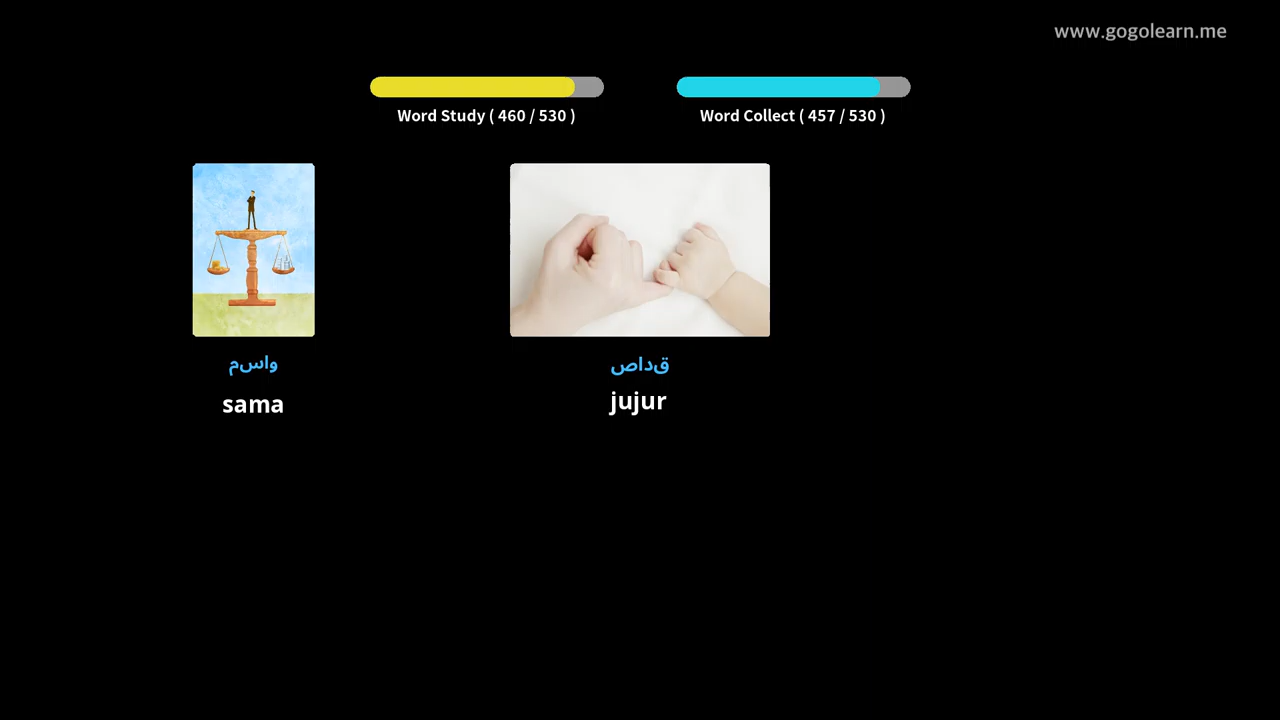 www.gogolearn.me
Word Study ( 460 / 530 )
Word Collect ( 457 / 530 )
واسم
sama
قداص
jujur